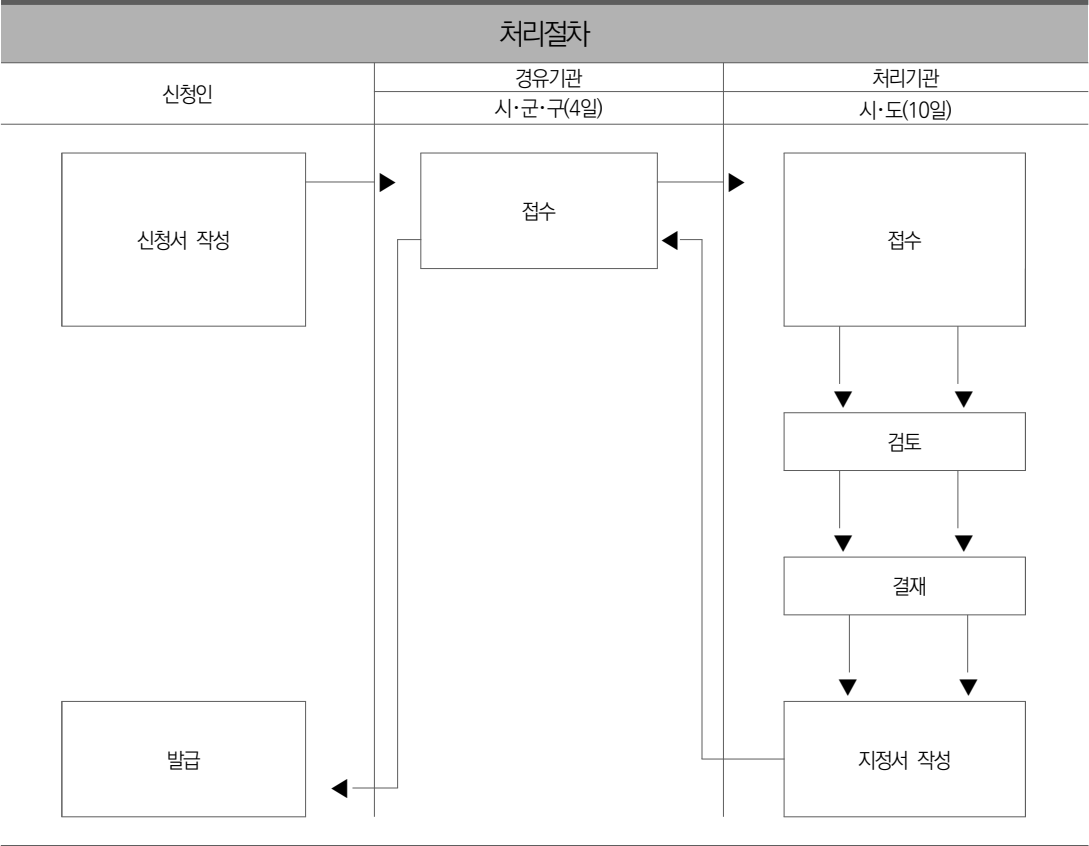 처리절차
신청인
경유기관
처리기관
시·군·구(4일)
시·도(10일)
신청서 작성
접수
접수
검토
결재
발급
지정서 작성